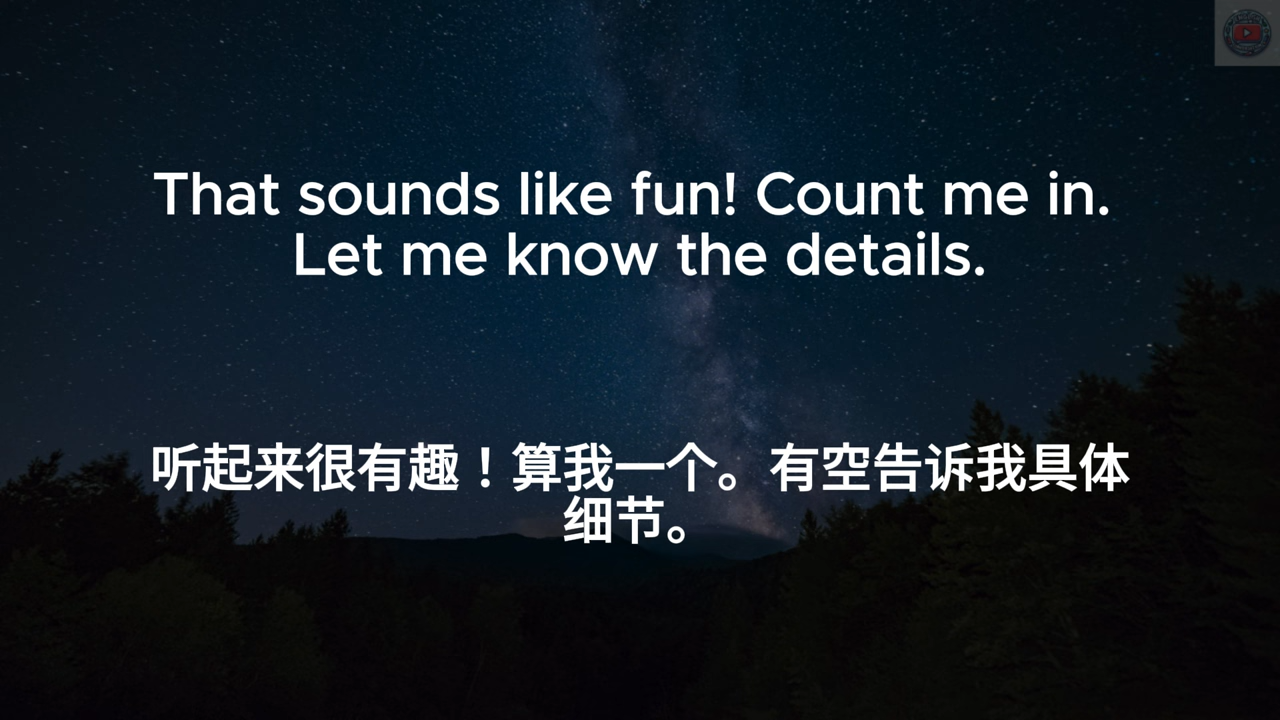 That sounds like fun! Count me in.
Let me know the details.
听起来很有趣！算我一个。有空告诉我具体
细节。